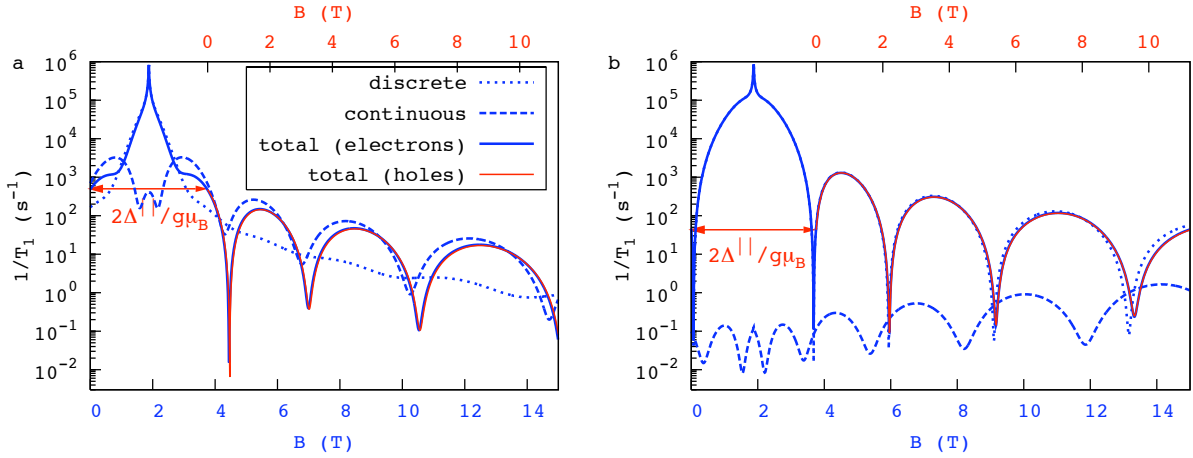 B (T)
0 2 4 6 8 10
a
10^6
10^5
10^4
10^3
10^2
10^1
10^0
10^-1
10^-2
1/T_1 (s^-1)
discrete
continuous
total (electrons)
total (holes)
2Δ^||/gμ_B
0 2 4 6 8 10 12 14
B (T)
B (T)
0 2 4 6 8 10
b
10^6
10^5
10^4
10^3
10^2
10^1
10^0
10^-1
10^-2
1/T_1 (s^-1)
2Δ^||/gμ_B
0 2 4 6 8 10 12 14
B (T)